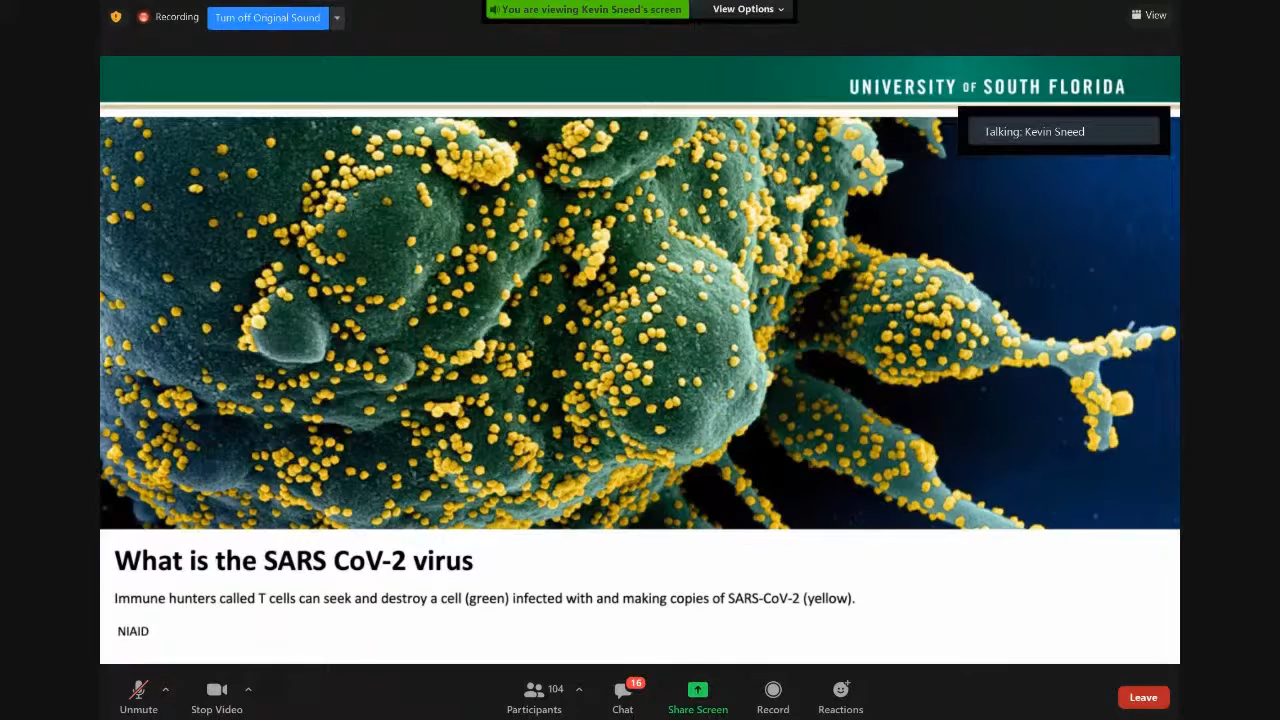 Recording
Turn off Original Sound
You are viewing Kevin Sneed's screen
View Options
View
UNIVERSITY OF SOUTH FLORIDA
Talking: Kevin Sneed
What is the SARS CoV-2 virus
Immune hunters called T cells can seek and destroy a cell (green) infected with and making copies of SARS-CoV-2 (yellow).
NIAID
Unmute
Stop Video
104
Participants
16
Chat
Share Screen
Record
Reactions
Leave